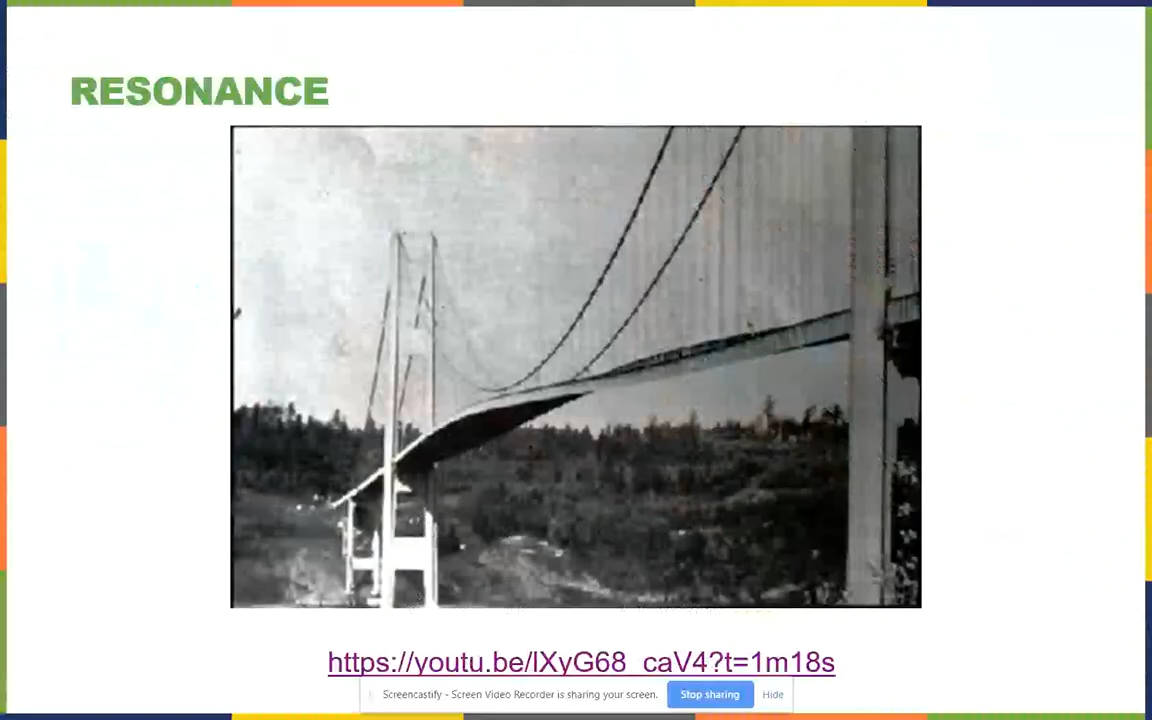 RESONANCE
https://youtu.be/lXyG68_caV4?t=1m18s
Screencastify - Screen Video Recorder is sharing your screen. Stop sharing Hide